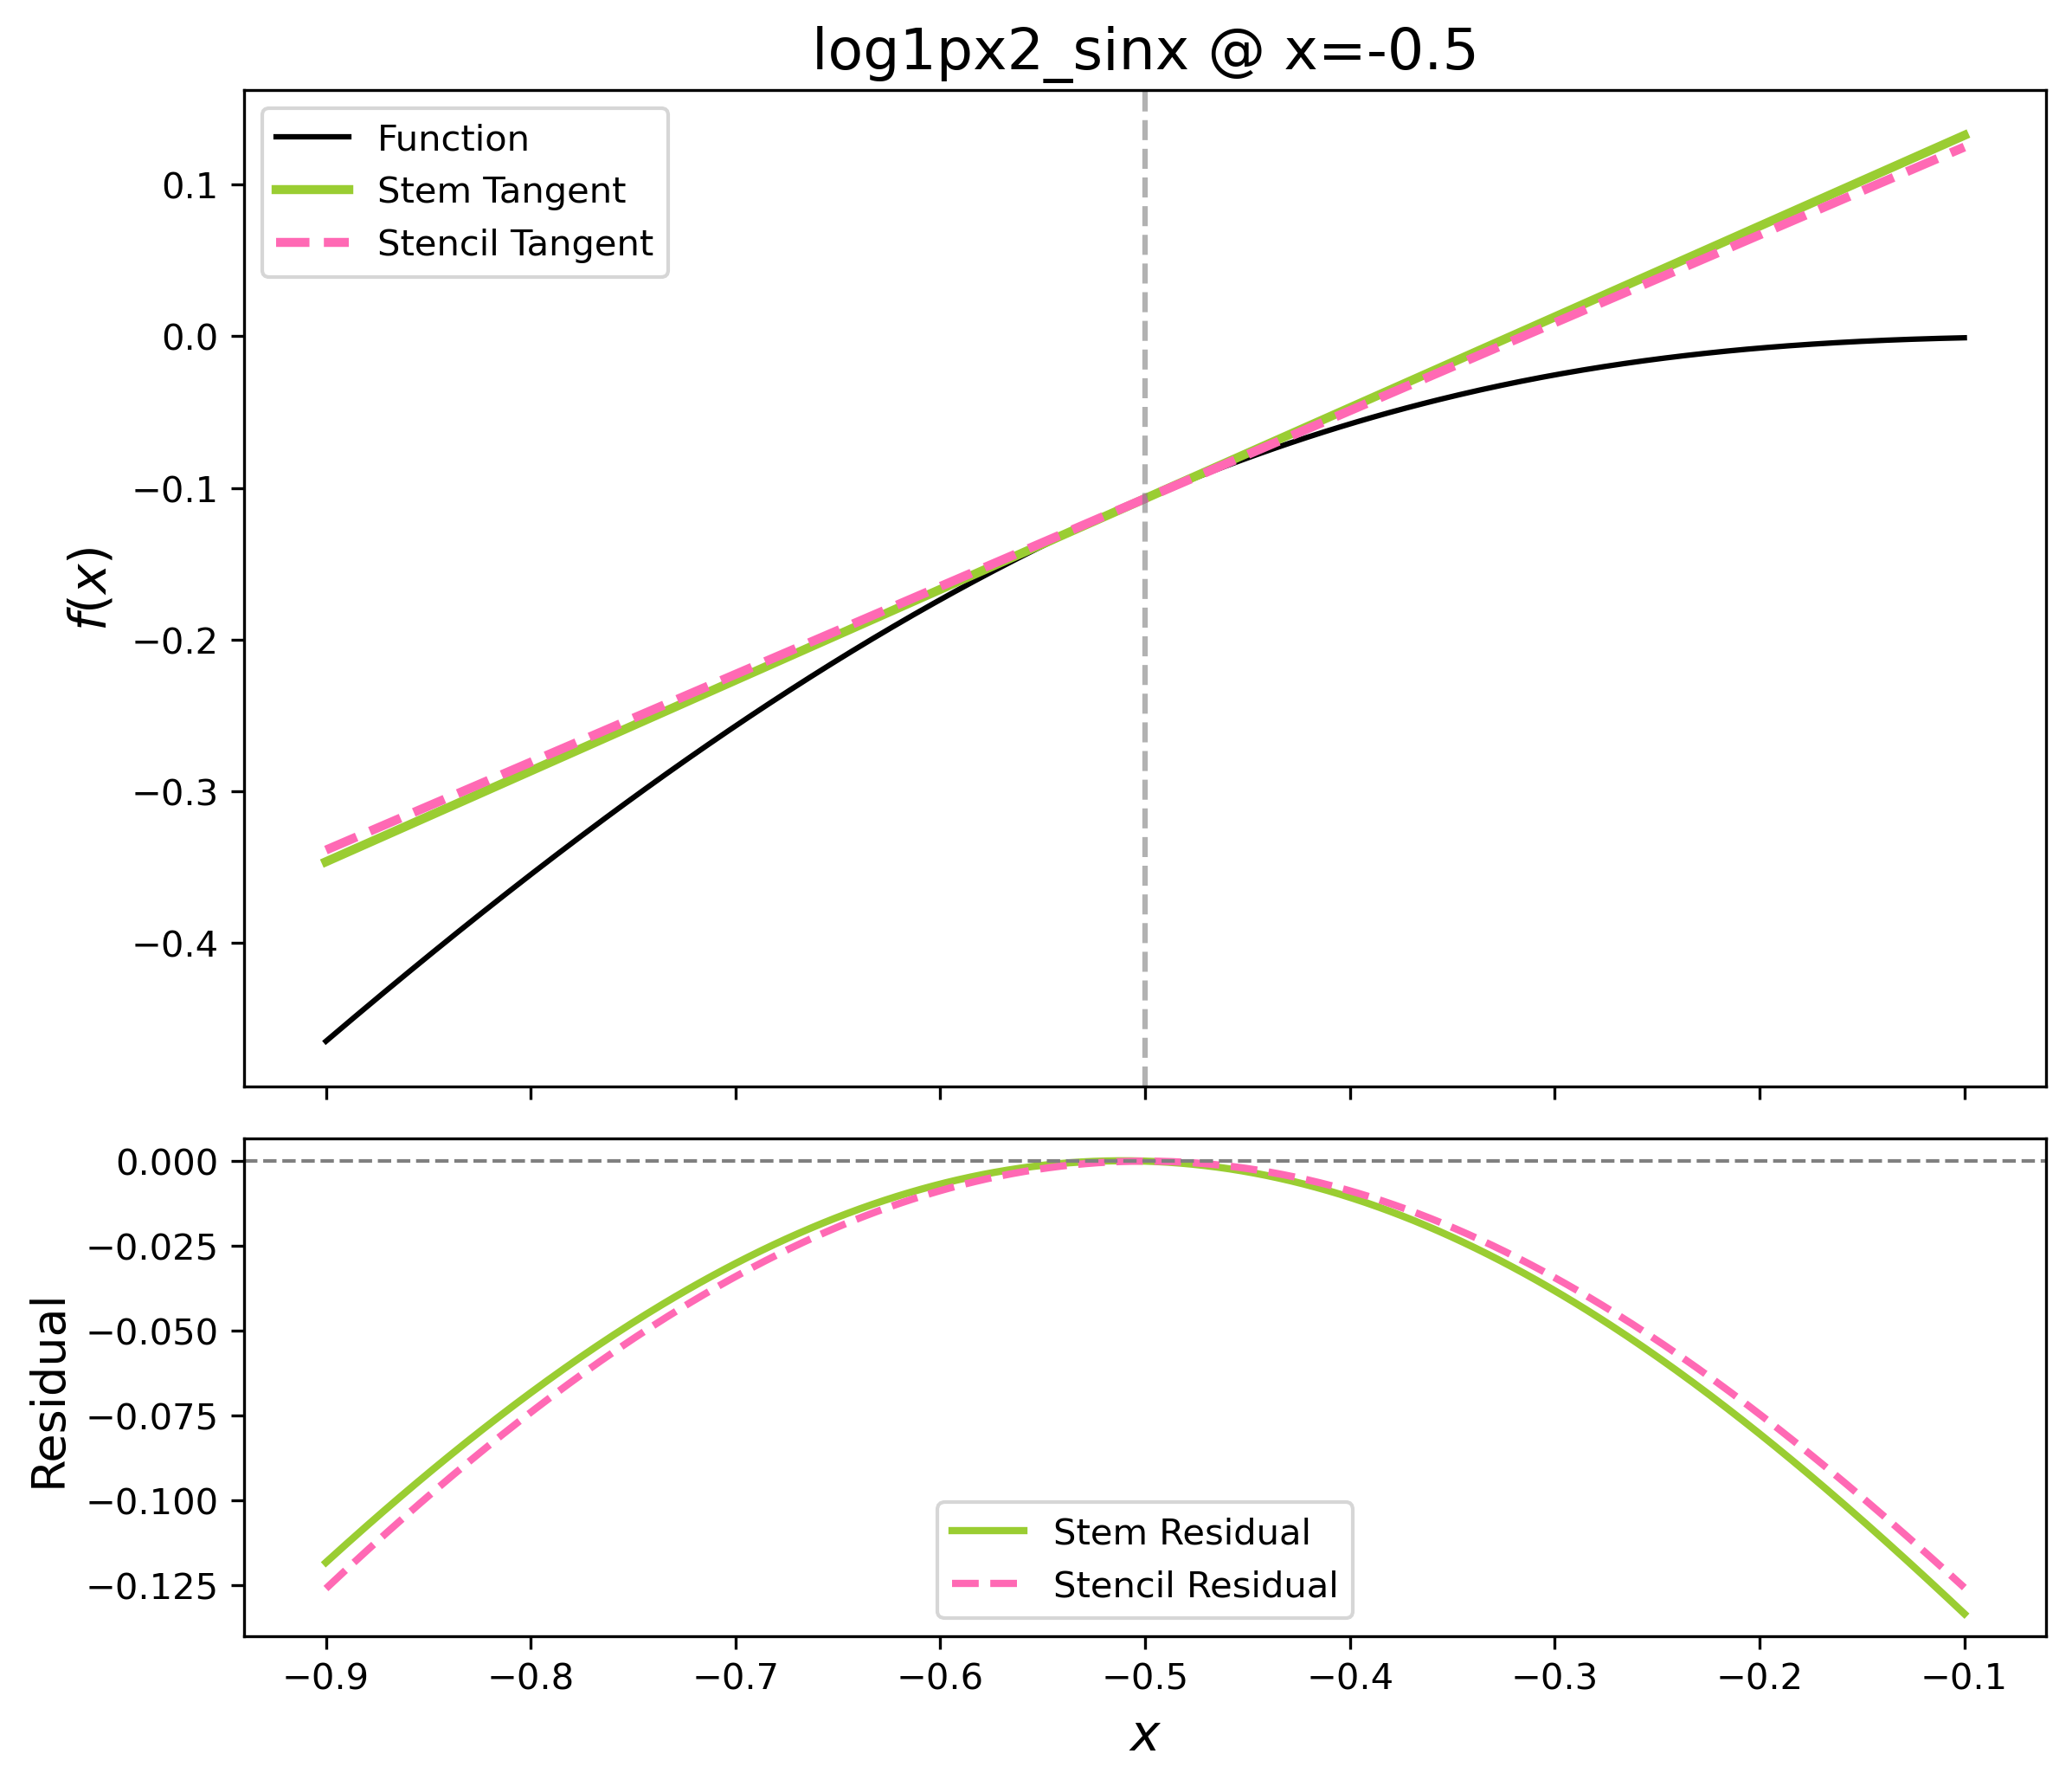 log1px2_sinx @ x=-0.5
Function
Stem Tangent
Stencil Tangent
0.1
0.0
−0.1
−0.2
−0.3
−0.4
f(x)
0.000
−0.025
−0.050
−0.075
−0.100
−0.125
Residual
Stem Residual
Stencil Residual
−0.9 −0.8 −0.7 −0.6 −0.5 −0.4 −0.3 −0.2 −0.1
x